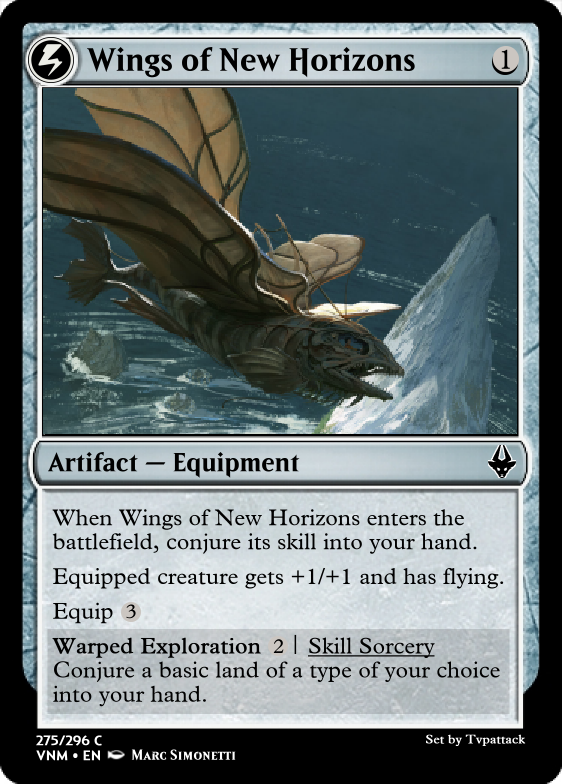 Wings of New Horizons 1
Artifact — Equipment
When Wings of New Horizons enters the
battlefield, conjure its skill into your hand.
Equipped creature gets +1/+1 and has flying.
Equip 3
Warped Exploration 2 | Skill Sorcery
Conjure a basic land of a type of your choice
into your hand.
275/296 C
VNM • EN Marc Simonetti
Set by Tvpattack